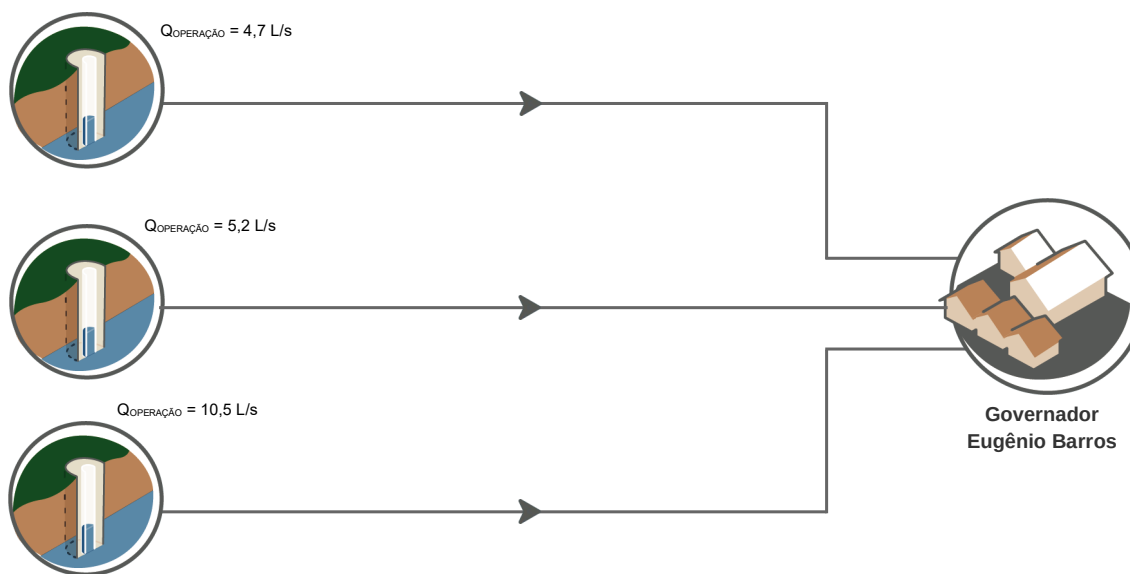 QOPERAÇÃO = 4,7 L/s
QOPERAÇÃO = 5,2 L/s
QOPERAÇÃO = 10,5 L/s
Governador
Eugênio Barros